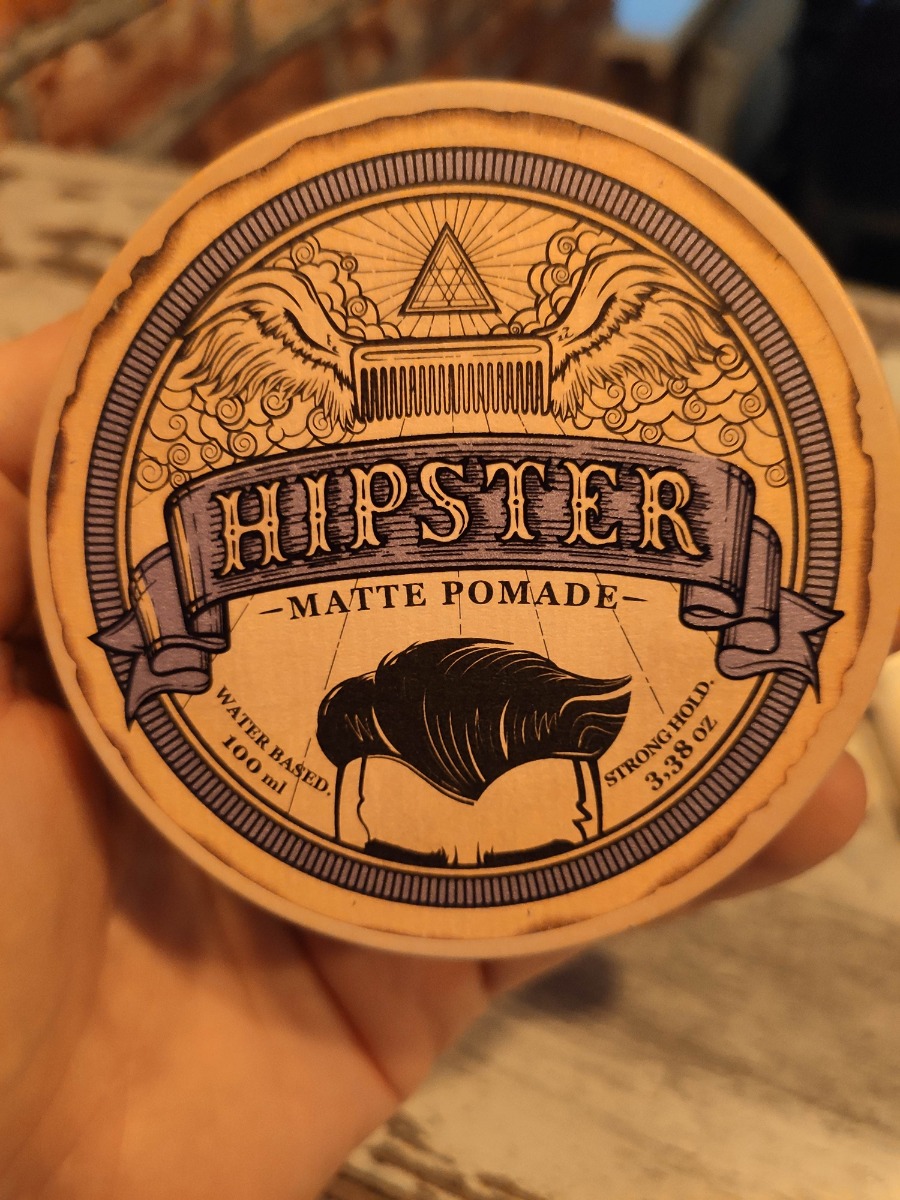 HIPSTER
MATTE POMADE
WATER BASED.
100 ml
STRONG HOLD.
3,38 OZ